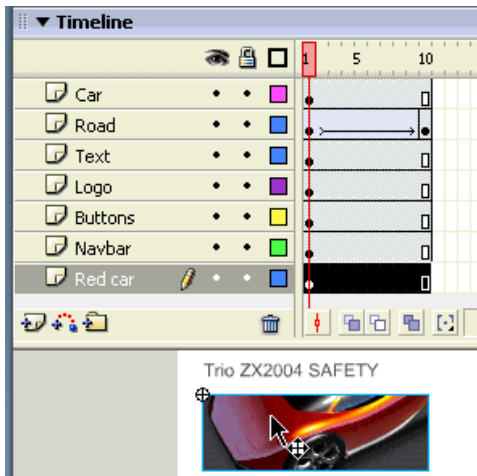 Timeline
1 5 10
Car
Road
Text
Logo
Buttons
Navbar
Red car
Trio ZX2004 SAFETY